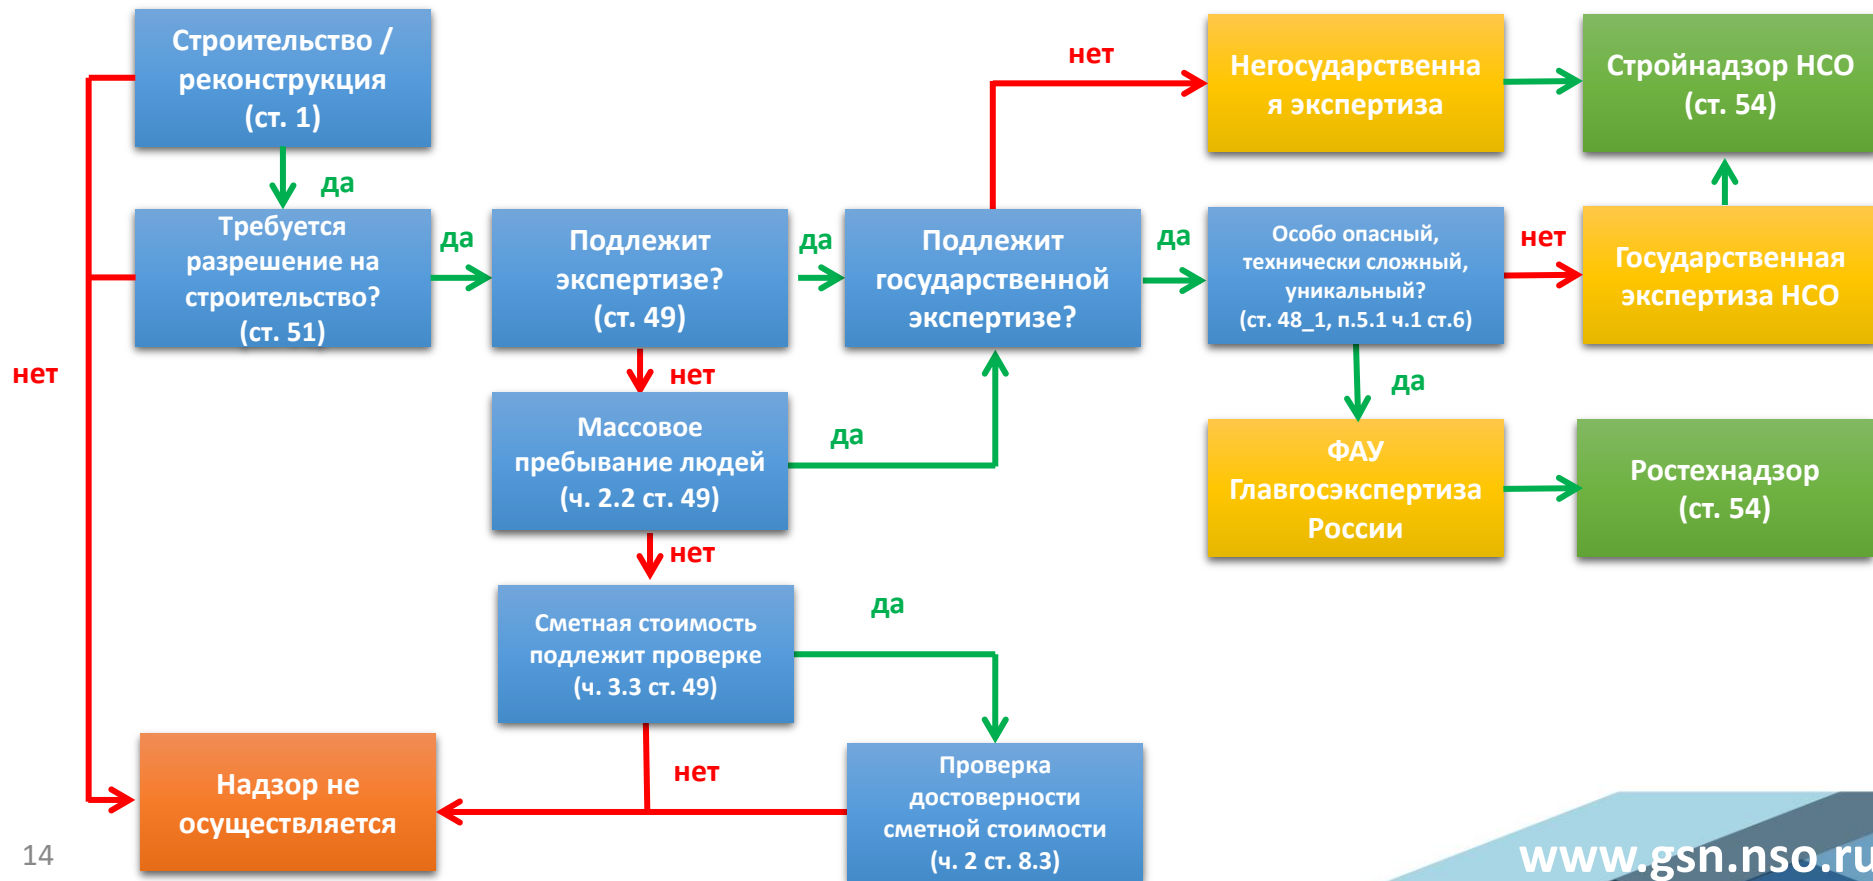 Строительство /
реконструкция
(ст. 1)
да
Требуется
разрешение на
строительство?
(ст. 51)
нет
да
Подлежит
экспертизе?
(ст. 49)
да
нет
Массовое
пребывание людей
(ч. 2.2 ст. 49)
да
нет
Сметная стоимость
подлежит проверке
(ч. 3.3 ст. 49)
да
нет
Проверка
достоверности
сметной стоимости
(ч. 2 ст. 8.3)
Надзор не
осуществляется
Подлежит
государственной
экспертизе?
нет
да
Негосударственна
я экспертиза
Стройнадзор НСО
(ст. 54)
Особо опасный,
технически сложный,
уникальный?
(ст. 48_1, п.5.1 ч.1 ст.6)
нет
Государственная
экспертиза НСО
да
ФАУ
Главгосэкспертиза
России
Ростехнадзор
(ст. 54)
14
www.gsn.nso.ru